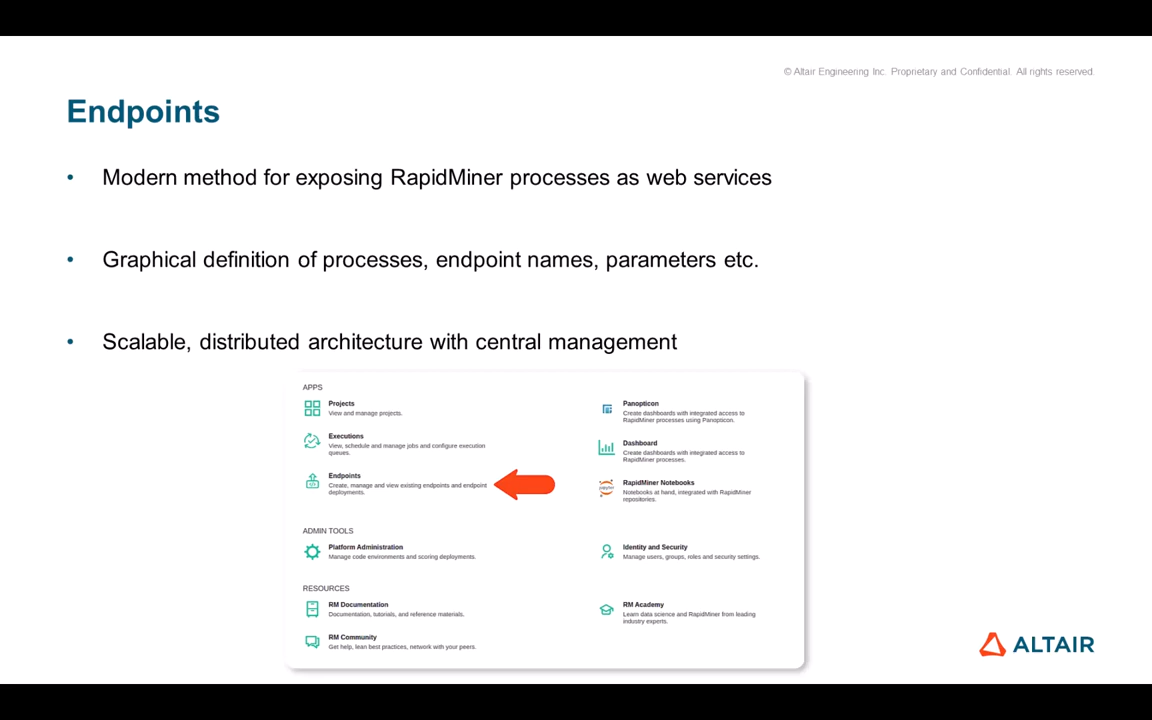 © Altair Engineering Inc. Proprietary and Confidential. All rights reserved.
Endpoints
• Modern method for exposing RapidMiner processes as web services
• Graphical definition of processes, endpoint names, parameters etc.
• Scalable, distributed architecture with central management
APPS
Projects
View and manage projects.
Executions
View, schedule and manage jobs and configure execution
queues.
Endpoints
Create, manage and view existing endpoints and endpoint
deployments.
Panopticon
Create dashboards with integrated access to
RapidMiner processes using Panopticon.
Dashboard
Create dashboards with integrated access to
RapidMiner processes.
jupyter
RapidMiner Notebooks
Notebooks at hand, integrated with RapidMiner
repositories.
ADMIN TOOLS
Platform Administration
Manage code environments and scoring deployments.
Identity and Security
Manage users, groups, roles and security settings.
RESOURCES
RM Documentation
Documentation, tutorials, and reference materials.
RM Community
Get help, lean best practices, network with your peers.
RM Academy
Learn data science and RapidMiner from leading
industry experts.
ALTAIR